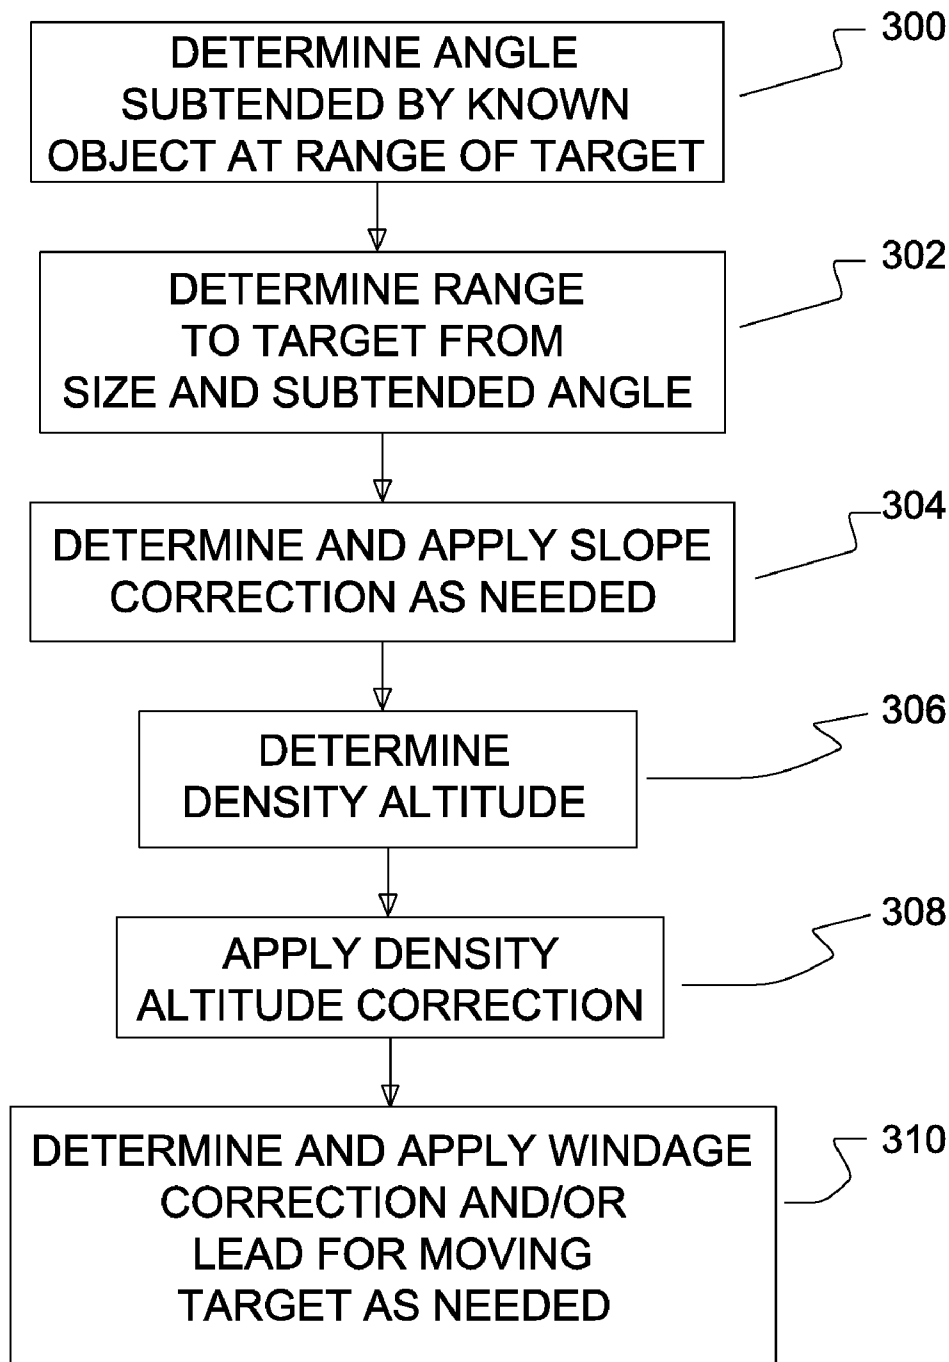 300
DETERMINE ANGLE
SUBTENDED BY KNOWN
OBJECT AT RANGE OF TARGET
302
DETERMINE RANGE
TO TARGET FROM
SIZE AND SUBTENDED ANGLE
304
DETERMINE AND APPLY SLOPE
CORRECTION AS NEEDED
306
DETERMINE
DENSITY ALTITUDE
308
APPLY DENSITY
ALTITUDE CORRECTION
310
DETERMINE AND APPLY WINDAGE
CORRECTION AND/OR
LEAD FOR MOVING
TARGET AS NEEDED